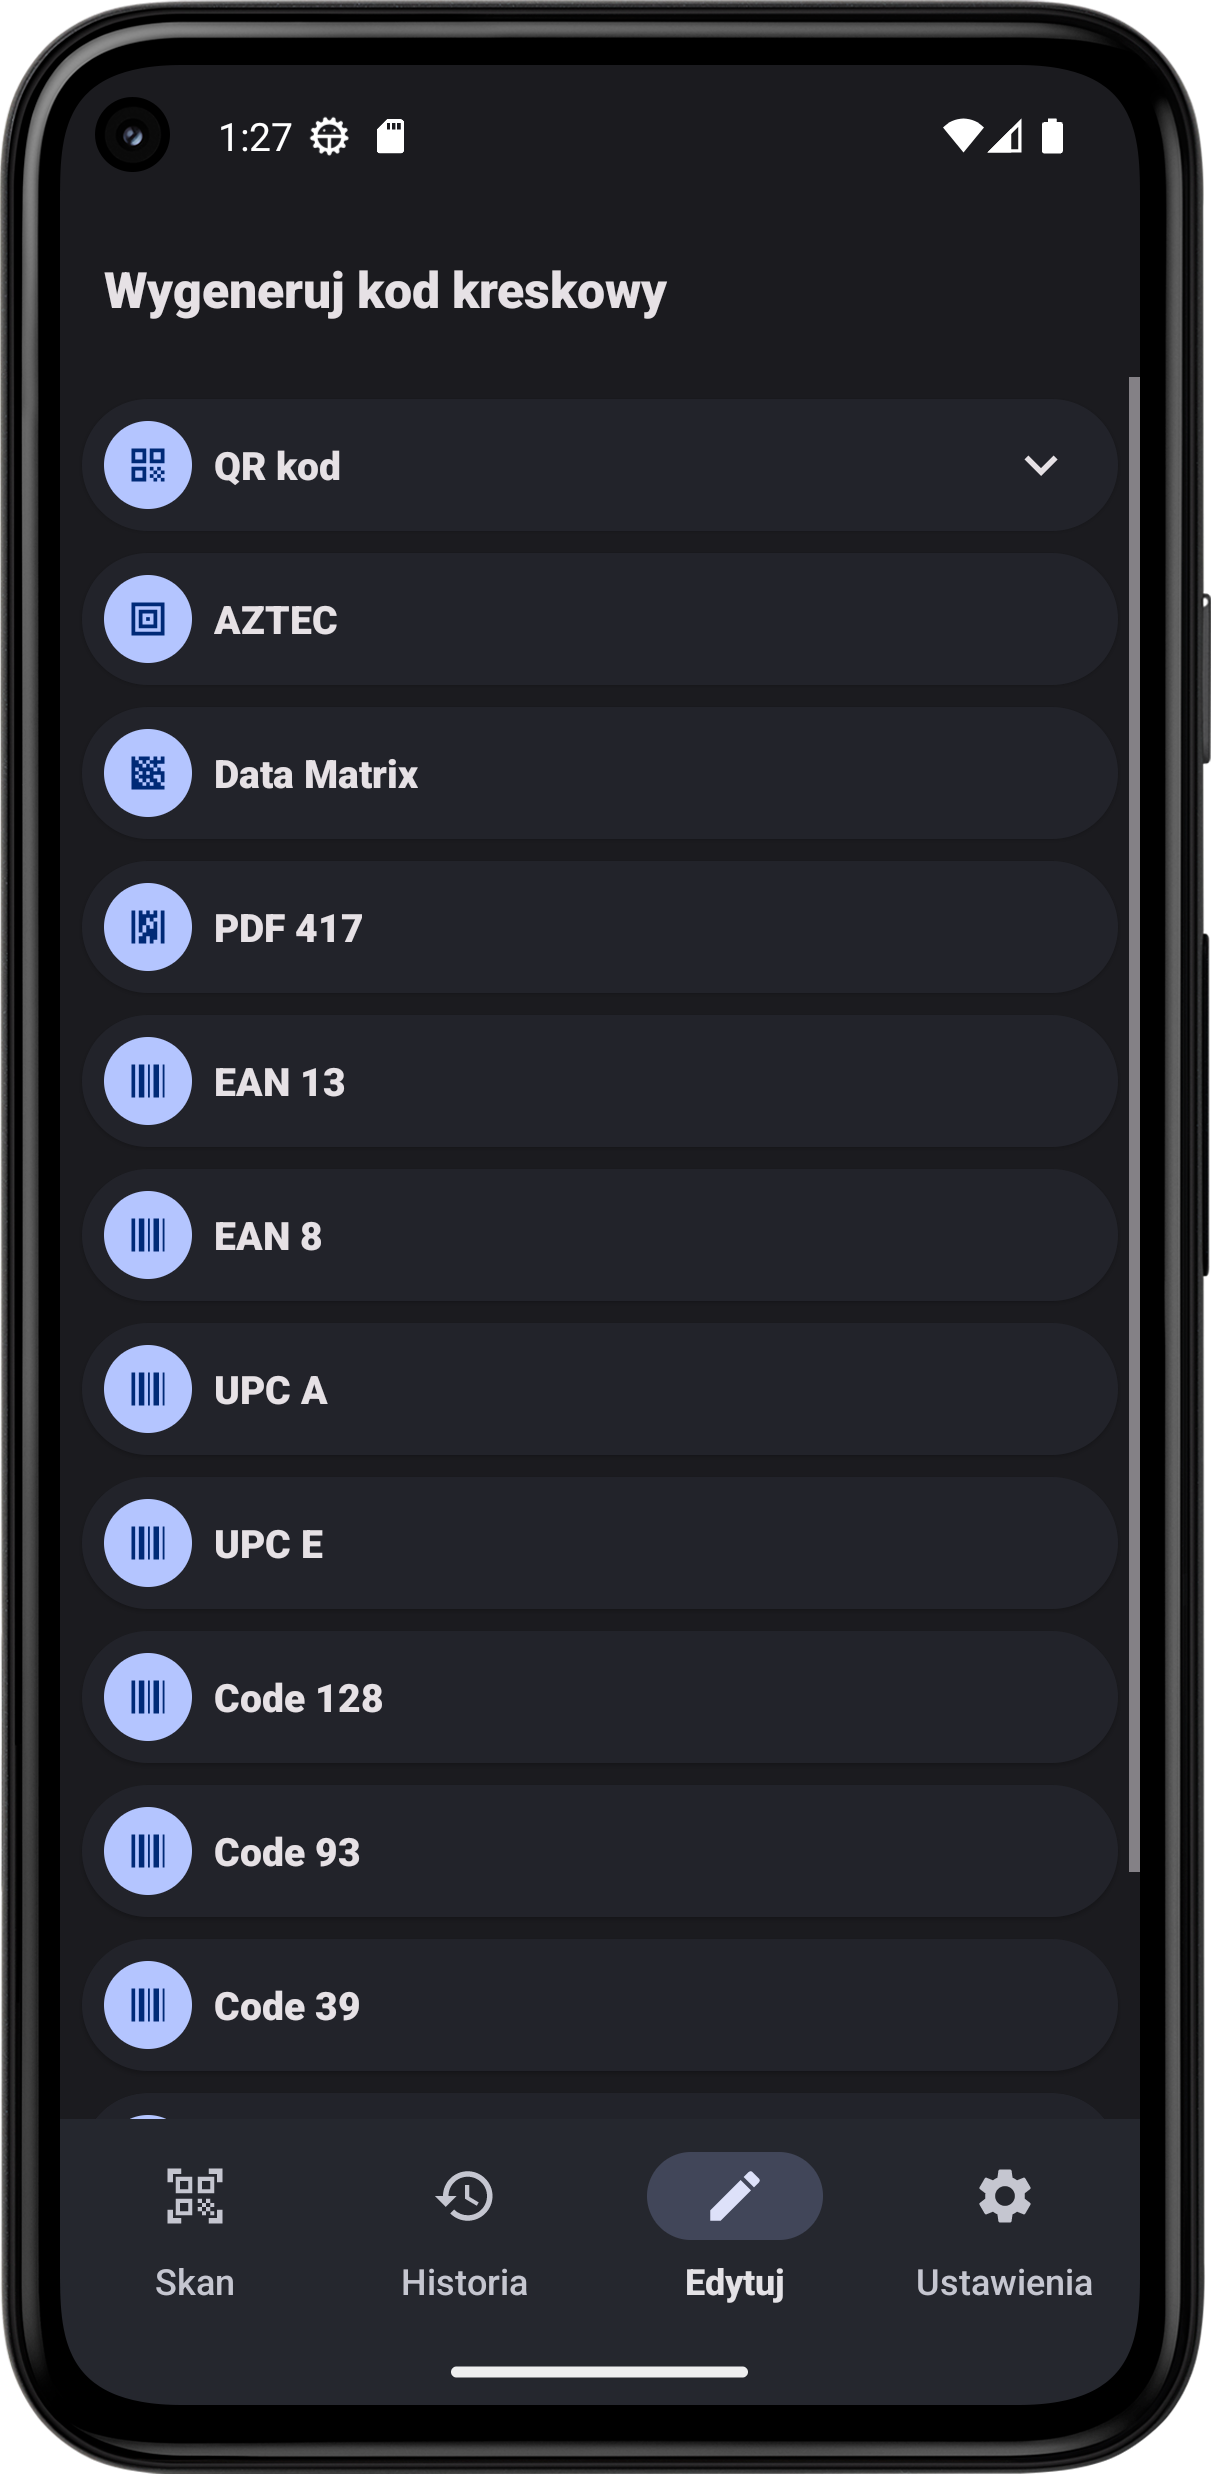 1:27
Wygeneruj kod kreskowy
QR kod
AZTEC
Data Matrix
PDF 417
EAN 13
EAN 8
UPC A
UPC E
Code 128
Code 93
Code 39
Skan
Historia
Edytuj
Ustawienia